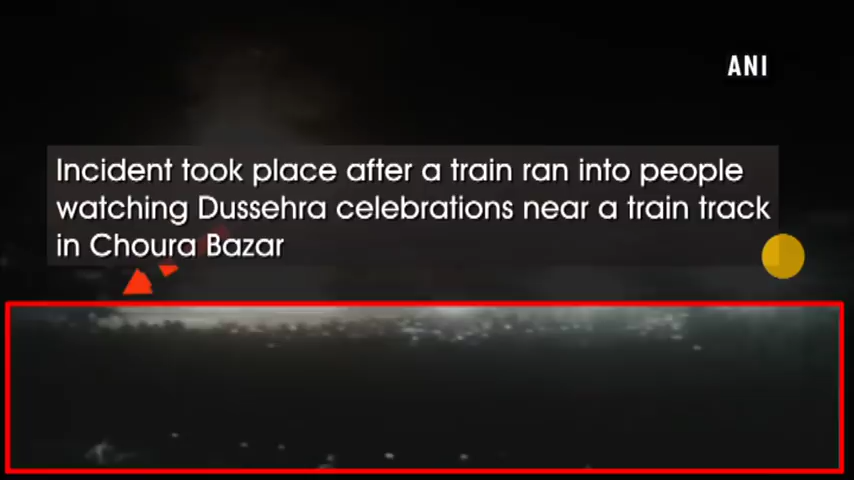 ANI
Incident took place after a train ran into people
watching Dussehra celebrations near a train track
in Choura Bazar